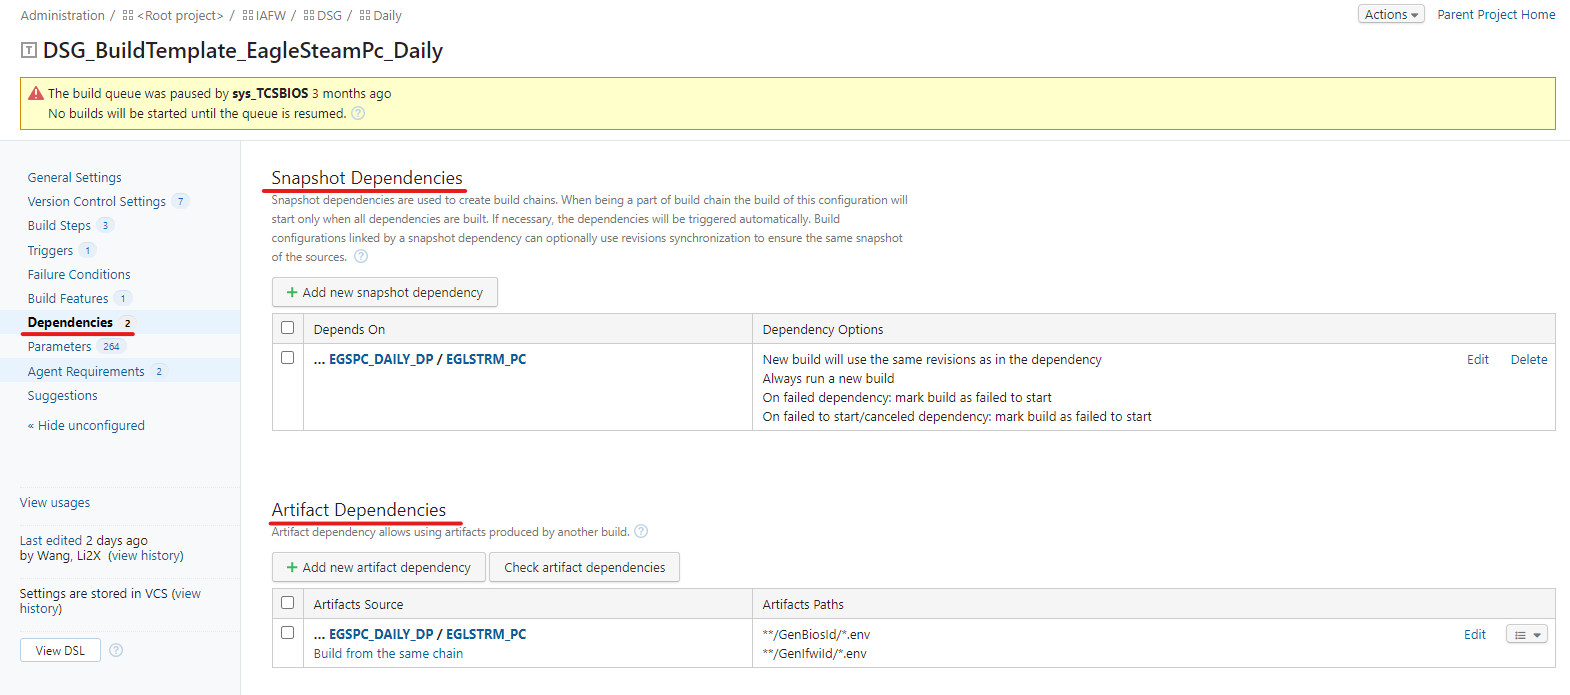 Administration / <Root project> / IAFW / DSG / Daily
Actions
Parent Project Home
T DSG_BuildTemplate_EagleSteamPc_Daily
The build queue was paused by sys_TCSBIOS 3 months ago
No builds will be started until the queue is resumed. ?
General Settings
Version Control Settings 7
Build Steps 3
Triggers 1
Failure Conditions
Build Features 1
Dependencies 2
Parameters 264
Agent Requirements 2
Suggestions
« Hide unconfigured
View usages
Last edited 2 days ago
by Wang, Li2X (view history)
Settings are stored in VCS (view
history)
View DSL ?
Snapshot Dependencies
Snapshot dependencies are used to create build chains. When being a part of build chain the build of this configuration will
start only when all dependencies are built. If necessary, the dependencies will be triggered automatically. Build
configurations linked by a snapshot dependency can optionally use revisions synchronization to ensure the same snapshot
of the sources. ?
+ Add new snapshot dependency
Depends On
Dependency Options
... EGSPC_DAILY_DP / EGLSTRM_PC
New build will use the same revisions as in the dependency
Always run a new build
On failed dependency: mark build as failed to start
On failed to start/canceled dependency: mark build as failed to start
Edit
Delete
Artifact Dependencies
Artifact dependency allows using artifacts produced by another build. ?
+ Add new artifact dependency
Check artifact dependencies
Artifacts Source
Artifacts Paths
... EGSPC_DAILY_DP / EGLSTRM_PC
Build from the same chain
**/GenBiosId/*.env
**/GenIfwiId/*.env
Edit